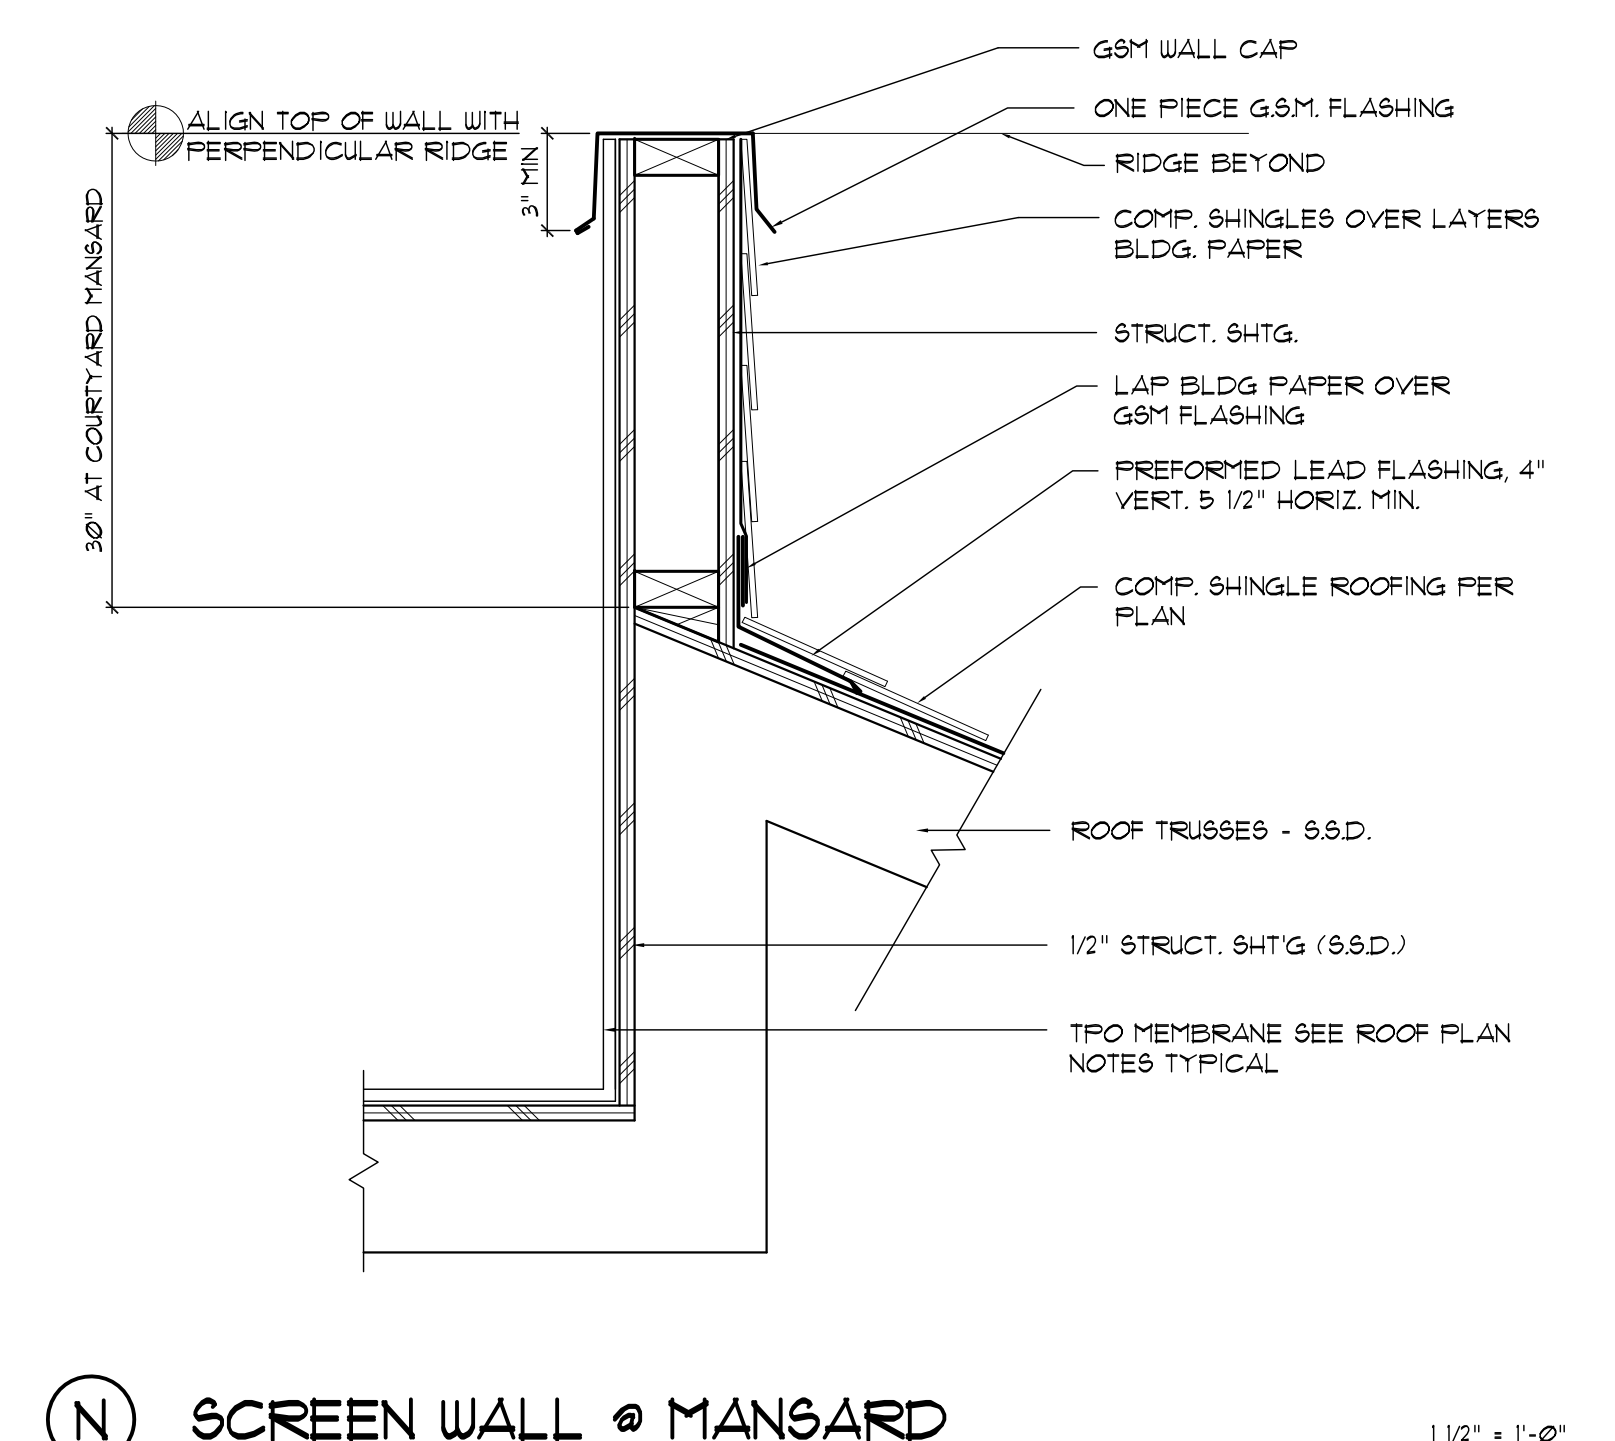 GSM WALL CAP
ONE PIECE G.S.M. FLASHING
ALIGN TOP OF WALL WITH
PERPENDICULAR RIDGE
3" MIN
RIDGE BEYOND
30" AT COURTYARD MANSARD
COMP. SHINGLES OVER LAYERS
BLDG. PAPER
STRUCT. SHTG.
LAP BLDG PAPER OVER
GSM FLASHING
PREFORMED LEAD FLASHING, 4"
VERT. 5 1/2" HORIZ. MIN.
COMP. SHINGLE ROOFING PER
PLAN
ROOF TRUSSES - S.S.D.
1/2" STRUCT. SHT'G (S.S.D.)
TPO MEMBRANE SEE ROOF PLAN
NOTES TYPICAL
N SCREEN WALL @ MANSARD
1 1/2" = 1'-0"